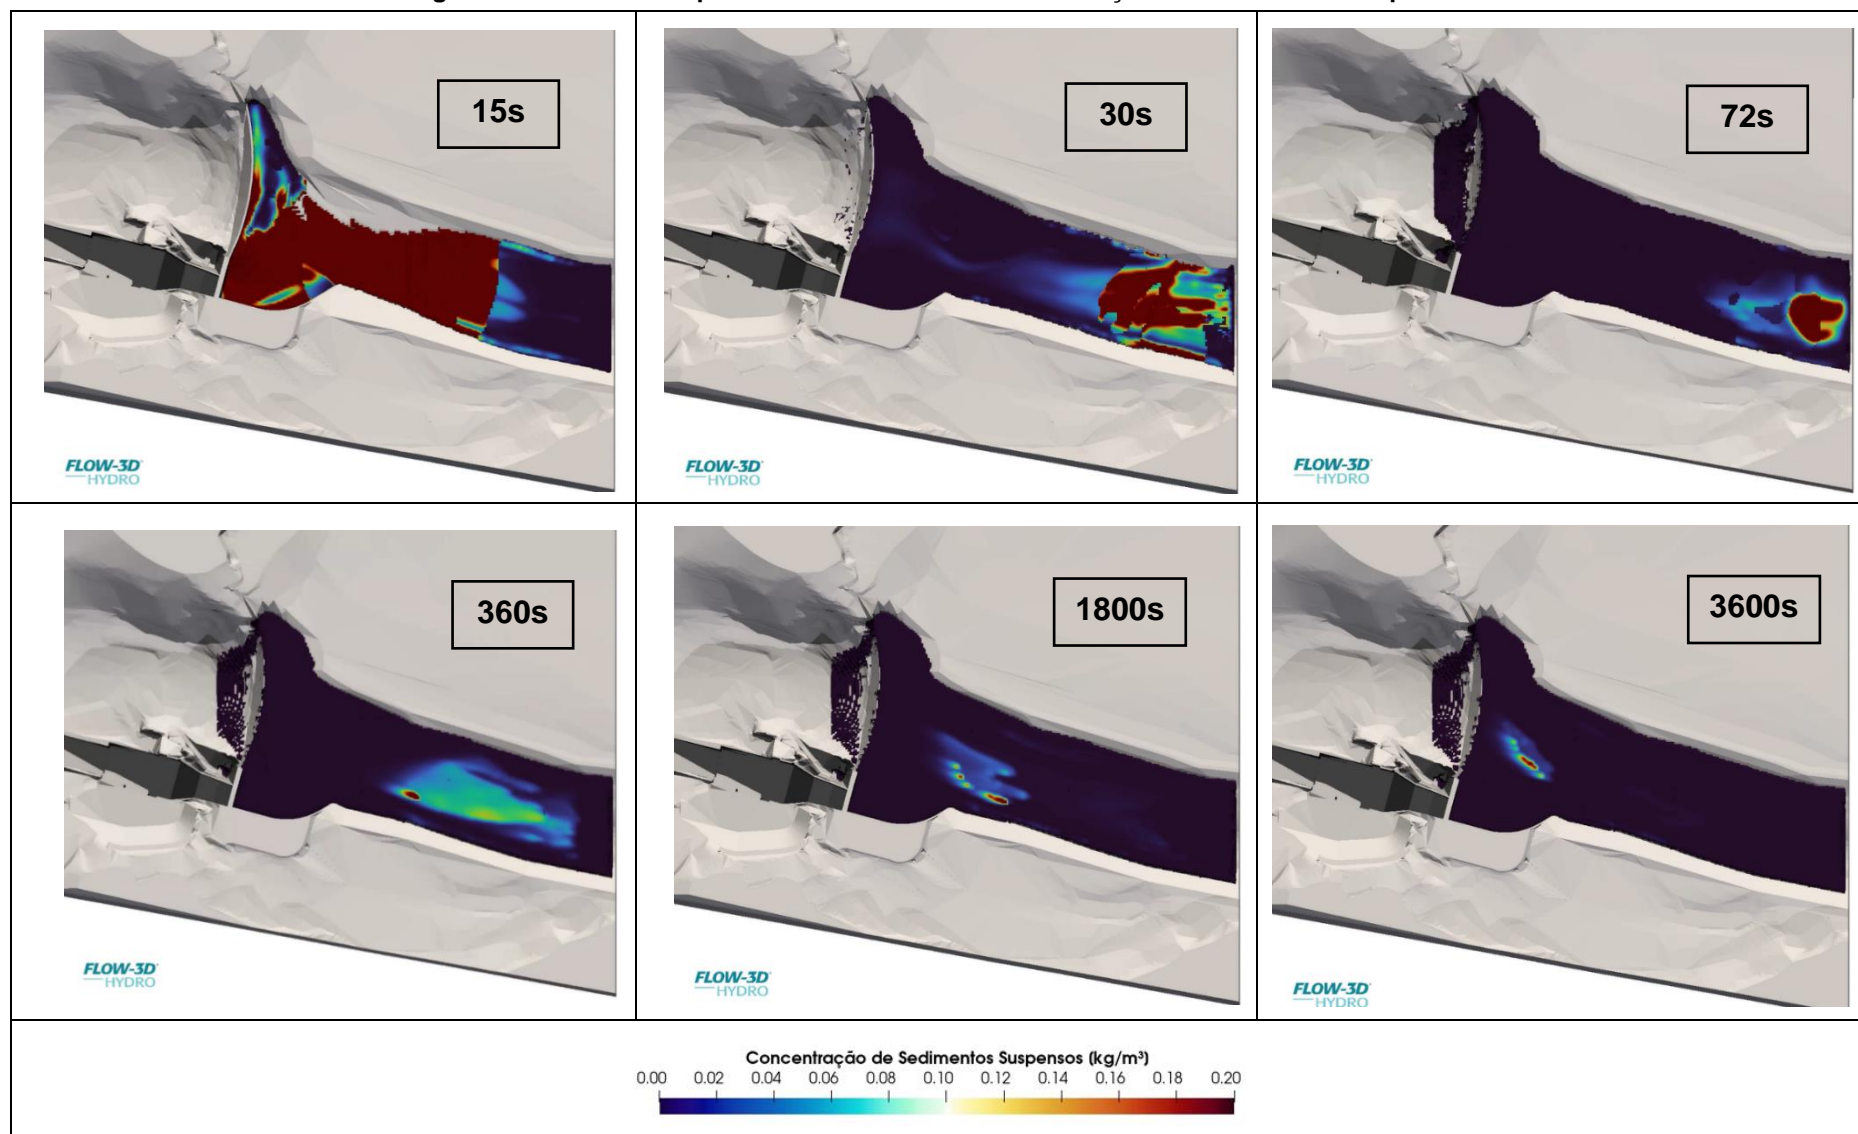 15s
30s
72s
FLOW-3D
HYDRO
FLOW-3D
HYDRO
FLOW-3D
HYDRO
360s
1800s
3600s
FLOW-3D
HYDRO
FLOW-3D
HYDRO
FLOW-3D
HYDRO
Concentração de Sedimentos Suspensos (kg/m³)
0.00 0.02 0.04 0.06 0.08 0.10 0.12 0.14 0.16 0.18 0.20